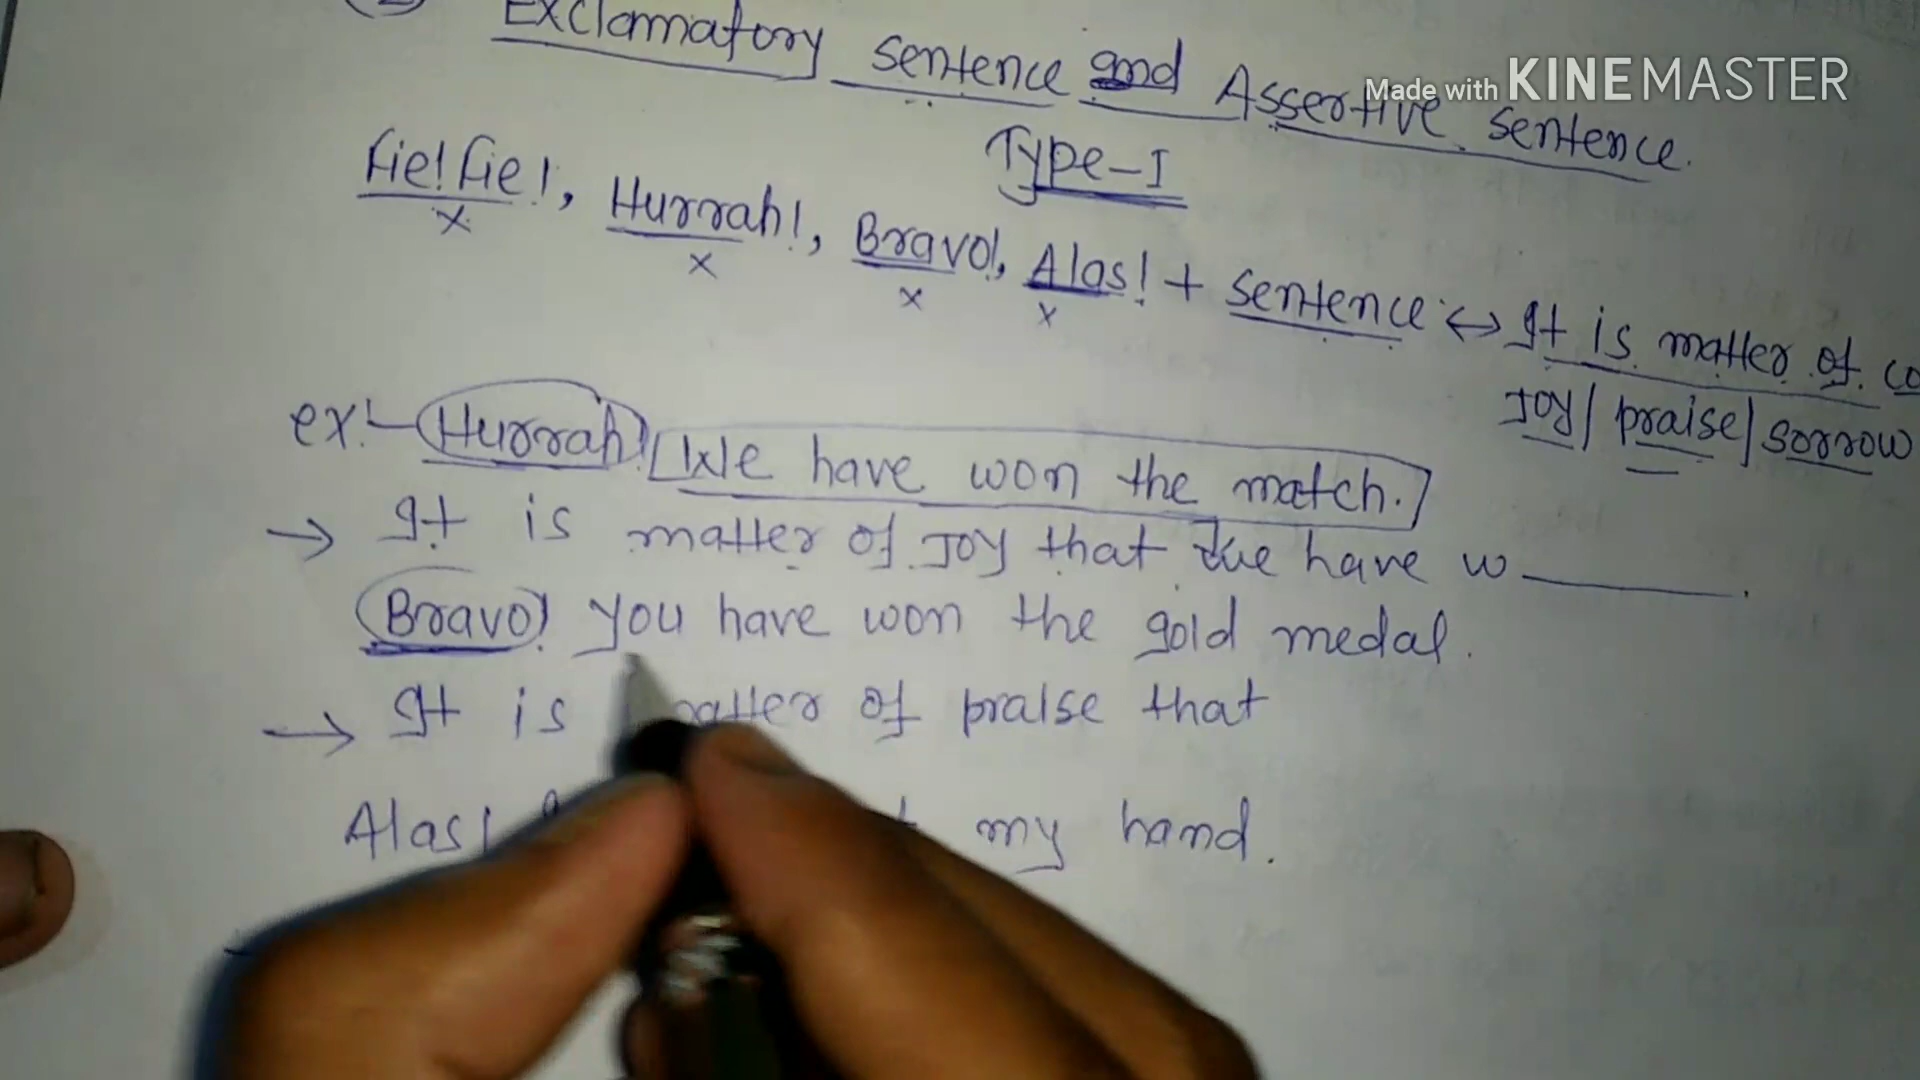 Exclamatory sentence and Assertive sentence.
Made with KINEMASTER
Type-I
Fie! Fie!, Hurrah!, Bravo!, Alas! + sentence ↔ It is matter of
x x x x
Joy/ praise/ sorrow
ex:- Hurrah! We have won the match.
→ It is matter of Joy that we have w______.
Bravo! You have won the gold medal.
→ It is matter of praise that
Alas! my hand.